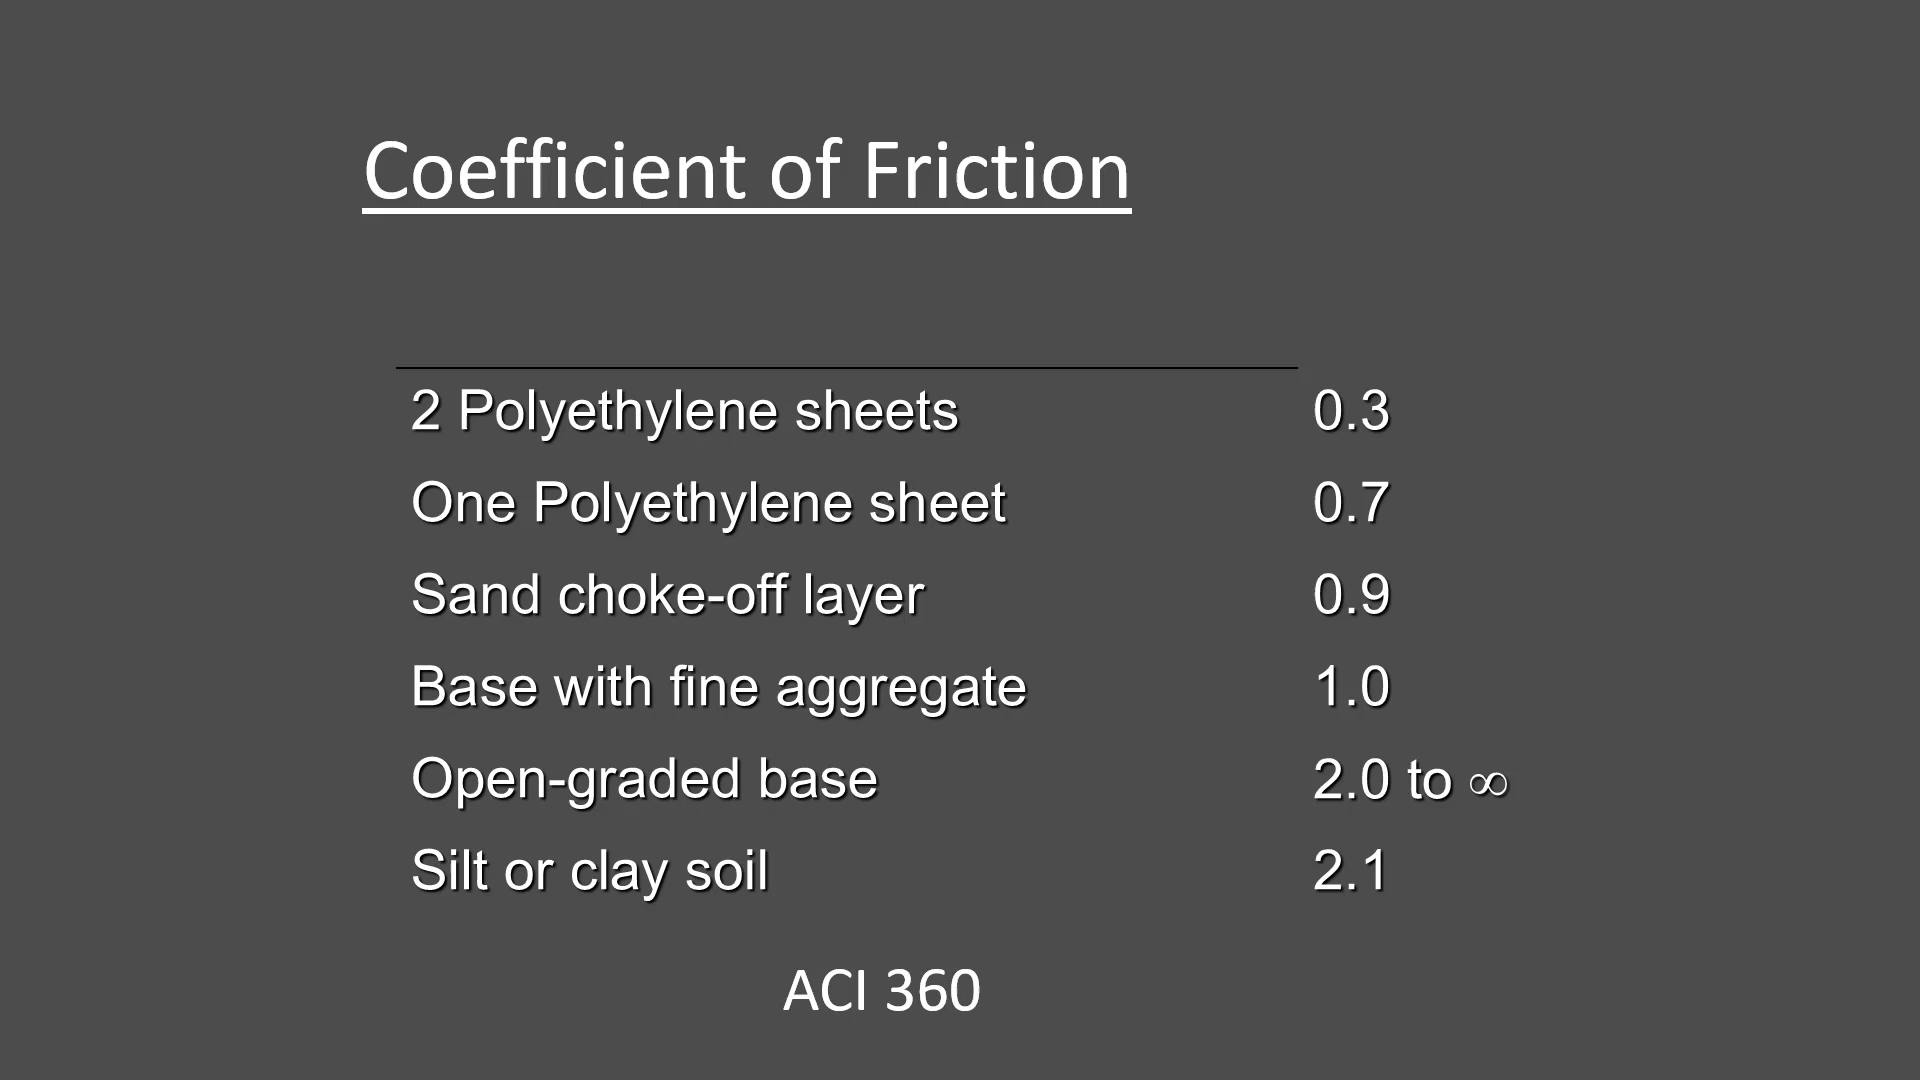 Coefficient of Friction
2 Polyethylene sheets 0.3
One Polyethylene sheet 0.7
Sand choke-off layer 0.9
Base with fine aggregate 1.0
Open-graded base 2.0 to ∞
Silt or clay soil 2.1
ACI 360